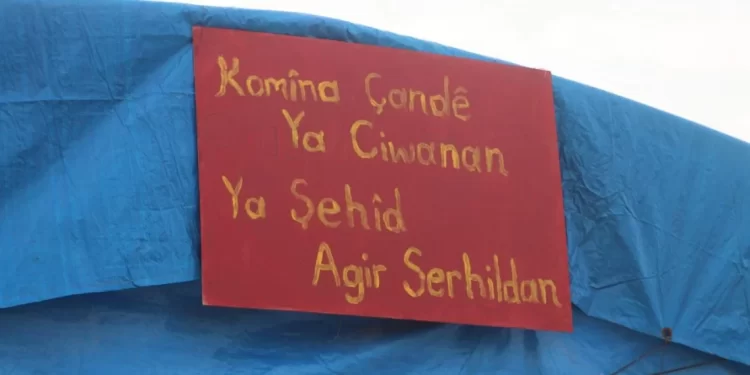 Komîna Çandê
Ya Ciwanan
Ya Şehîd
Agir Serhildan